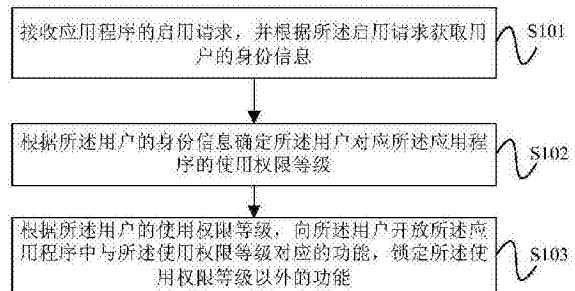 接收应用程序的启用请求，并根据所述启用请求获取用
户的身份信息
S101
根据所述用户的身份信息确定所述用户对应所述应用程
序的使用权限等级
S102
根据所述用户的使用权限等级，向所述用户开放所述应
用程序中与所述使用权限等级对应的功能，锁定所述使
用权限等级以外的功能
S103